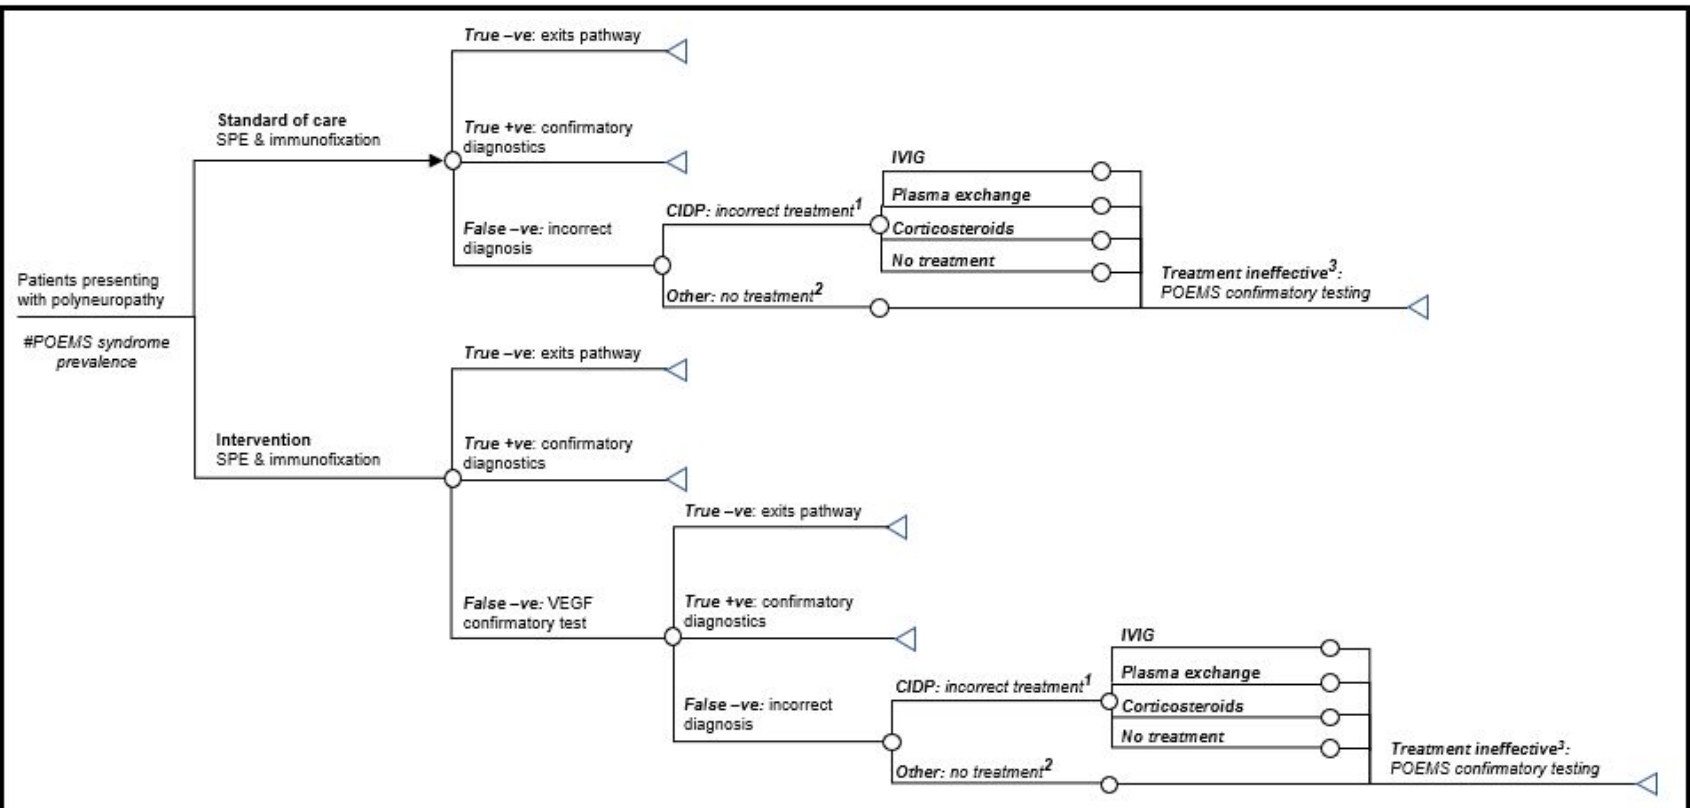 True –ve: exits pathway
Standard of care
SPE & immunofixation
True +ve: confirmatory
diagnostics
False –ve: incorrect
diagnosis
CIDP: incorrect treatment1
IVIG
Plasma exchange
Corticosteroids
No treatment
Other: no treatment2
Treatment ineffective3:
POEMS confirmatory testing
Patients presenting
with polyneuropathy
#POEMS syndrome
prevalence
True –ve: exits pathway
Intervention
SPE & immunofixation
True +ve: confirmatory
diagnostics
False –ve: VEGF
confirmatory test
True –ve: exits pathway
True +ve: confirmatory
diagnostics
False –ve: incorrect
diagnosis
CIDP: incorrect treatment1
IVIG
Plasma exchange
Corticosteroids
No treatment
Other: no treatment2
Treatment ineffective3:
POEMS confirmatory testing